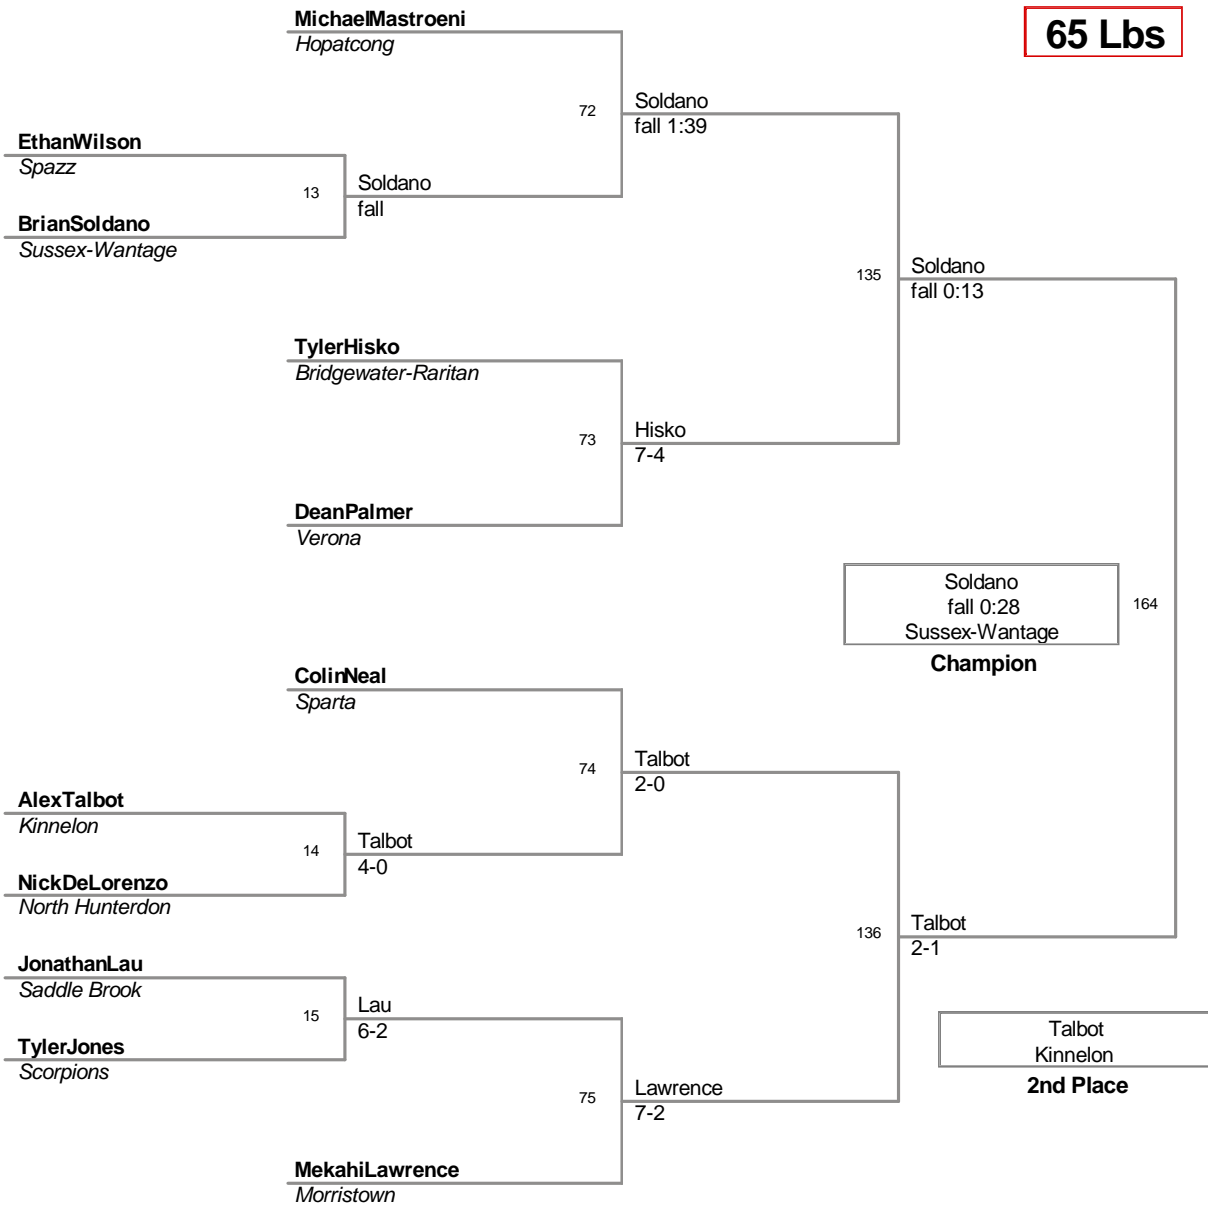 MichaelMastroeni
Hopatcong
65 Lbs
72
Soldano
fall 1:39
EthanWilson
Spazz
13
Soldano
fall
BrianSoldano
Sussex-Wantage
135
Soldano
fall 0:13
TylerHisko
Bridgewater-Raritan
73
Hisko
7-4
DeanPalmer
Verona
Soldano
fall 0:28
Sussex-Wantage
164
Champion
ColinNeal
Sparta
74
Talbot
2-0
AlexTalbot
Kinnelon
14
Talbot
4-0
NickDeLorenzo
North Hunterdon
136
Talbot
2-1
JonathanLau
Saddle Brook
15
Lau
6-2
TylerJones
Scorpions
Talbot
Kinnelon
2nd Place
75
Lawrence
7-2
MekahiLawrence
Morristown